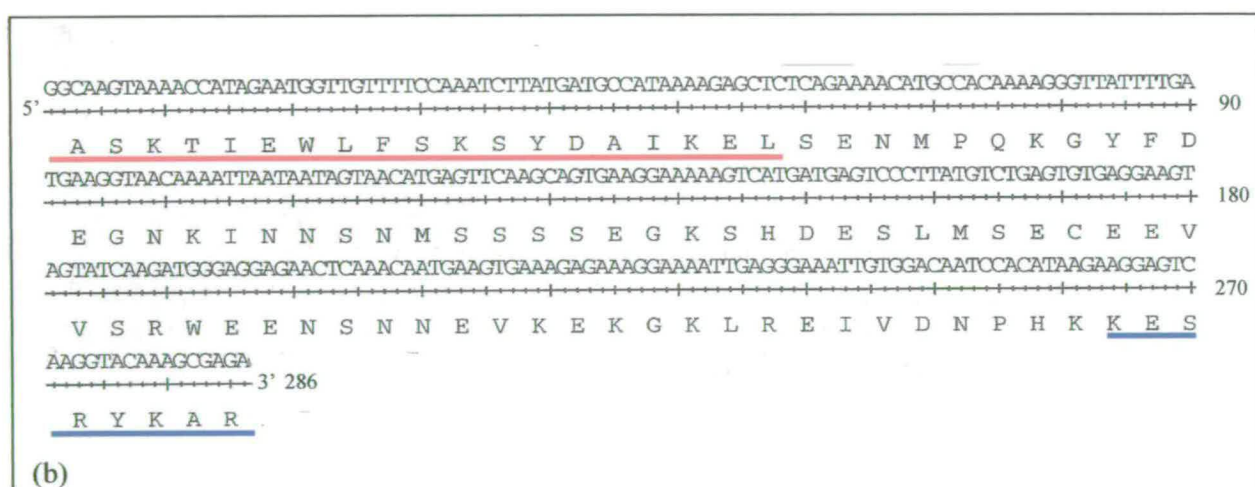 GGCAAGTAAAACCATAGAATGGTTGTTTTCCAAATCTTATGATGCCATAAAAGAGCTCTCAGAAAACATGCCACAAAAGGGTTATTTTGA
5' 90
A S K T I E W L F S K S Y D A I K E L S E N M P Q K G Y F D
TGAAGGTAACAAAATTAATAATAGTAACATGAGTTCAAGCAGTGAAGGAAAAAGTCATGATGAGTCCCTTATGTCTGAGTGTGAGGAAGT
180
E G N K I N N S N M S S S S E G K S H D E S L M S E C E E V
AGTATCAAGATGGGAGGAGAACTCAAACAATGAAGTGAAAGAGAAAGGAAAATTGAGGGAAATTGTGGACAATCCACATAAGAAGGAGTC
270
V S R W E E N S N N E V K E K G K L R E I V D N P H K K E S
AAGGTACAAAGCGAGA
3' 286
R Y K A R
(b)